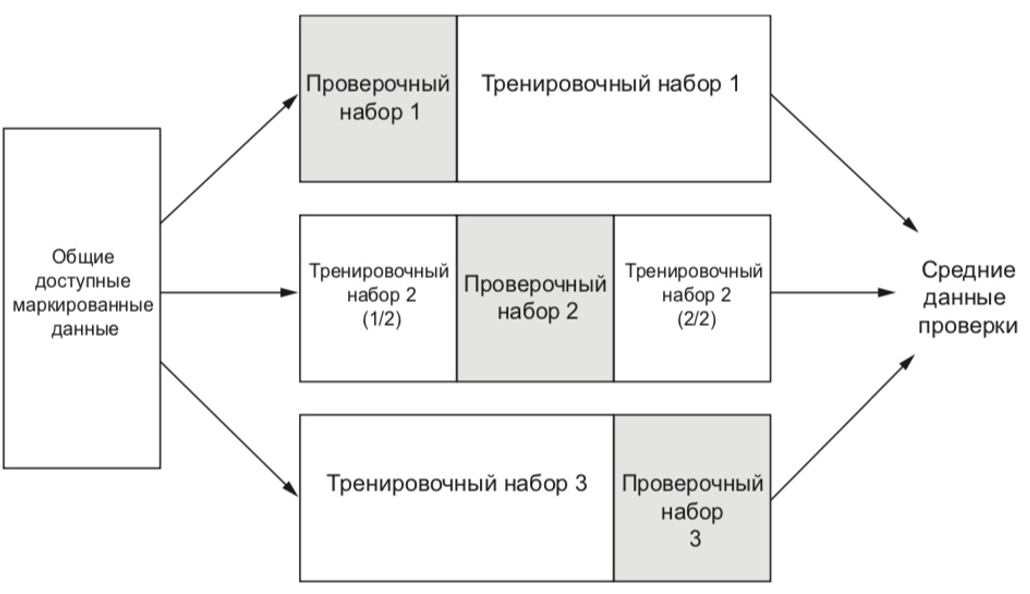 Проверочный
набор 1
Тренировочный набор 1
Общие
доступные
маркированные
данные
Тренировочный
набор 2
(1/2)
Проверочный
набор 2
Тренировочный
набор 2
(2/2)
Средние
данные
проверки
Тренировочный набор 3
Проверочный
набор
3